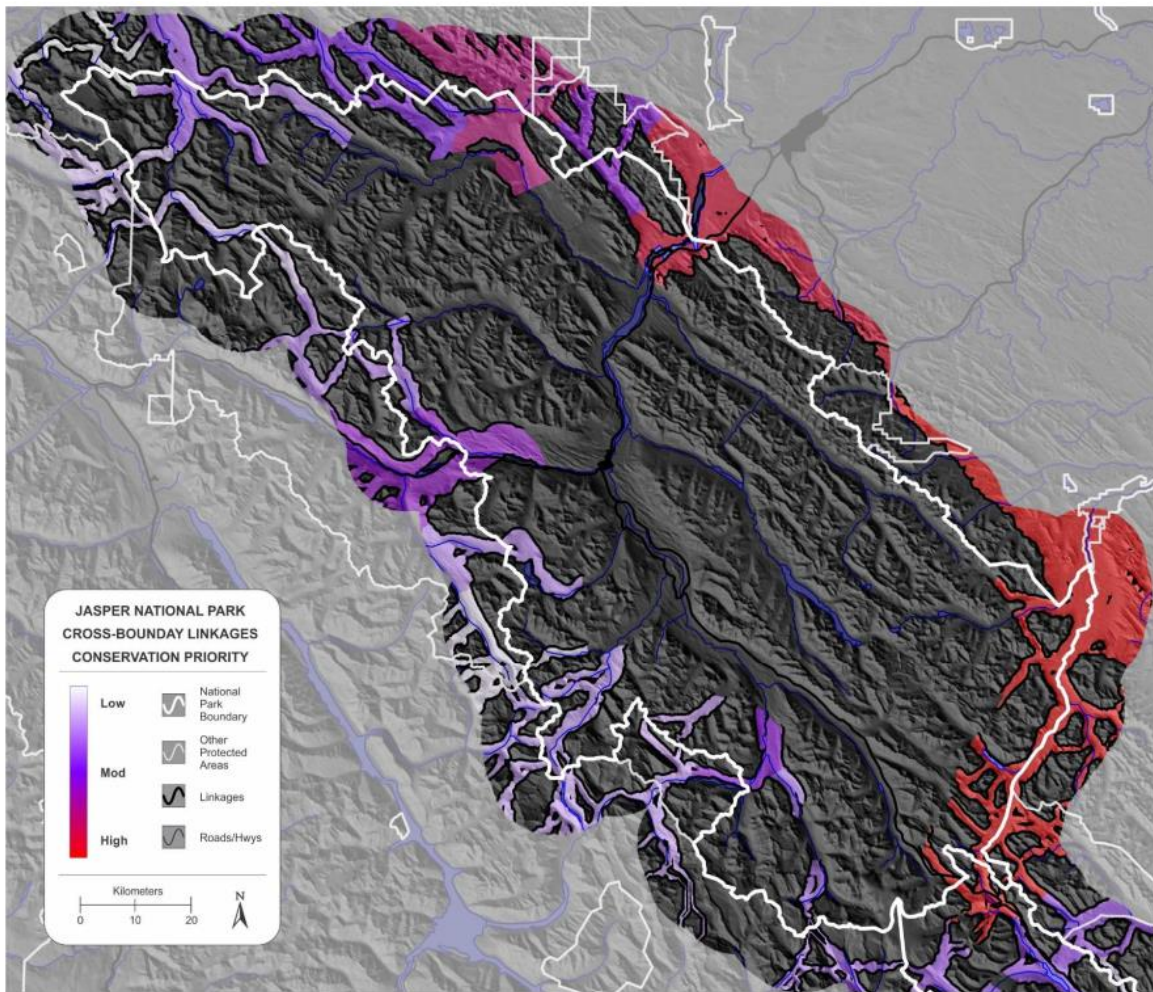 JASPER NATIONAL PARK
CROSS-BOUNDAY LINKAGES
CONSERVATION PRIORITY
Low
Mod
High
National
Park
Boundary
Other
Protected
Areas
Linkages
Roads/Hwys
Kilometers
0 10 20
N